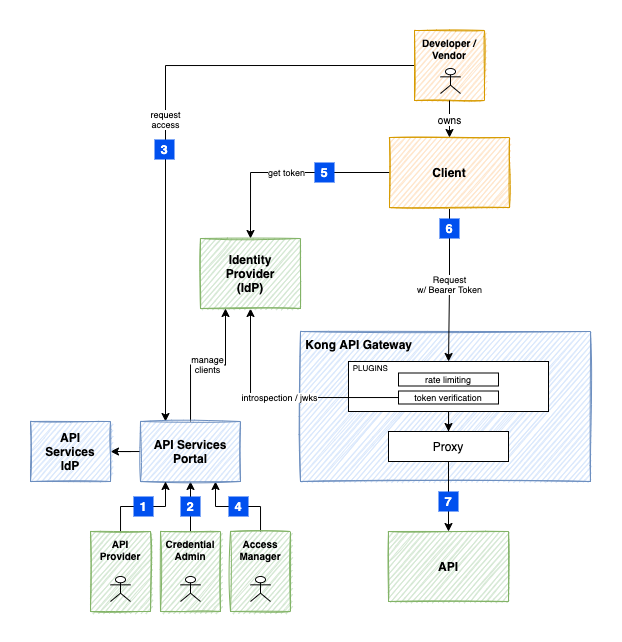 Developer /
Vendor
request
access
owns
3
get token
5
Client
6
Identity
Provider
(IdP)
Request
w/ Bearer Token
Kong API Gateway
manage
clients
PLUGINS
rate limiting
introspection / jwks
token verification
API
Services
IdP
API Services
Portal
Proxy
1
2
4
7
API
Provider
Credential
Admin
Access
Manager
API